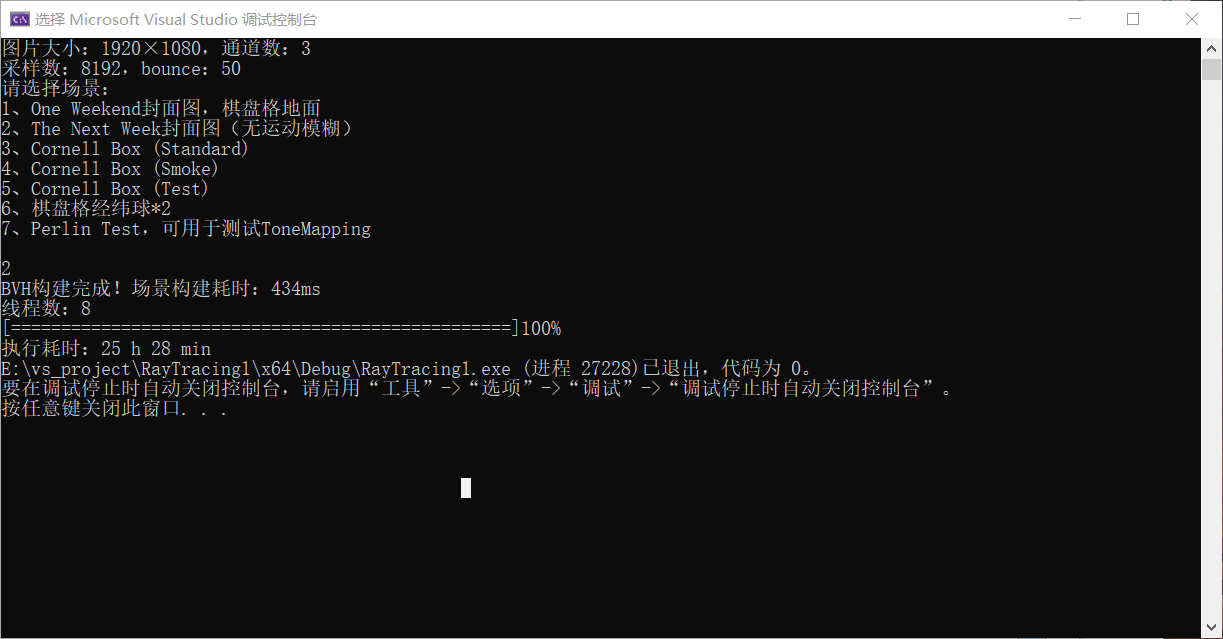 选择 Microsoft Visual Studio 调试控制台
图片大小：1920×1080，通道数：3
采样数：8192，bounce：50
请选择场景：
1、One Weekend封面图，棋盘格地面
2、The Next Week封面图（无运动模糊）
3、Cornell Box (Standard)
4、Cornell Box (Smoke)
5、Cornell Box (Test)
6、棋盘格经纬球*2
7、Perlin Test，可用于测试ToneMapping
2
BVH构建完成！场景构建耗时：434ms
线程数：8
[==================================================]100%
执行耗时：25 h 28 min
E:\vs_project\RayTracing1\x64\Debug\RayTracing1.exe (进程 27228)已退出，代码为 0。
要在调试停止时自动关闭控制台，请启用“工具”->“选项”->“调试”->“调试停止时自动关闭控制台”。
按任意键关闭此窗口. . .